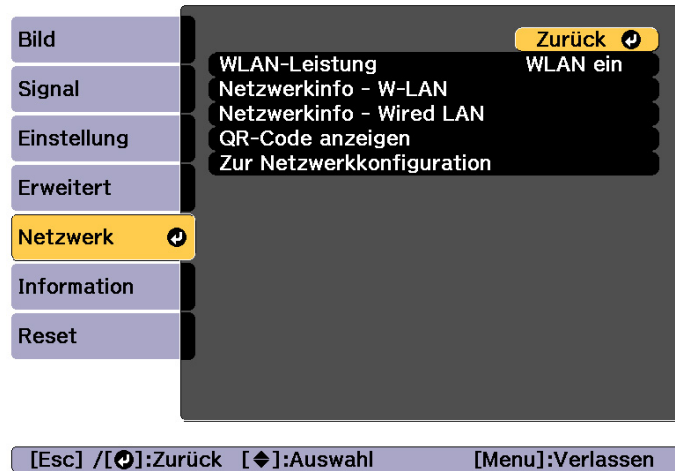 Bild
Signal
Einstellung
Erweitert
Netzwerk
Information
Reset
Zurück
WLAN-Leistung WLAN ein
Netzwerkinfo - W-LAN
Netzwerkinfo - Wired LAN
QR-Code anzeigen
Zur Netzwerkkonfiguration
[Esc] /[⏎]:Zurück [◆]:Auswahl [Menu]:Verlassen